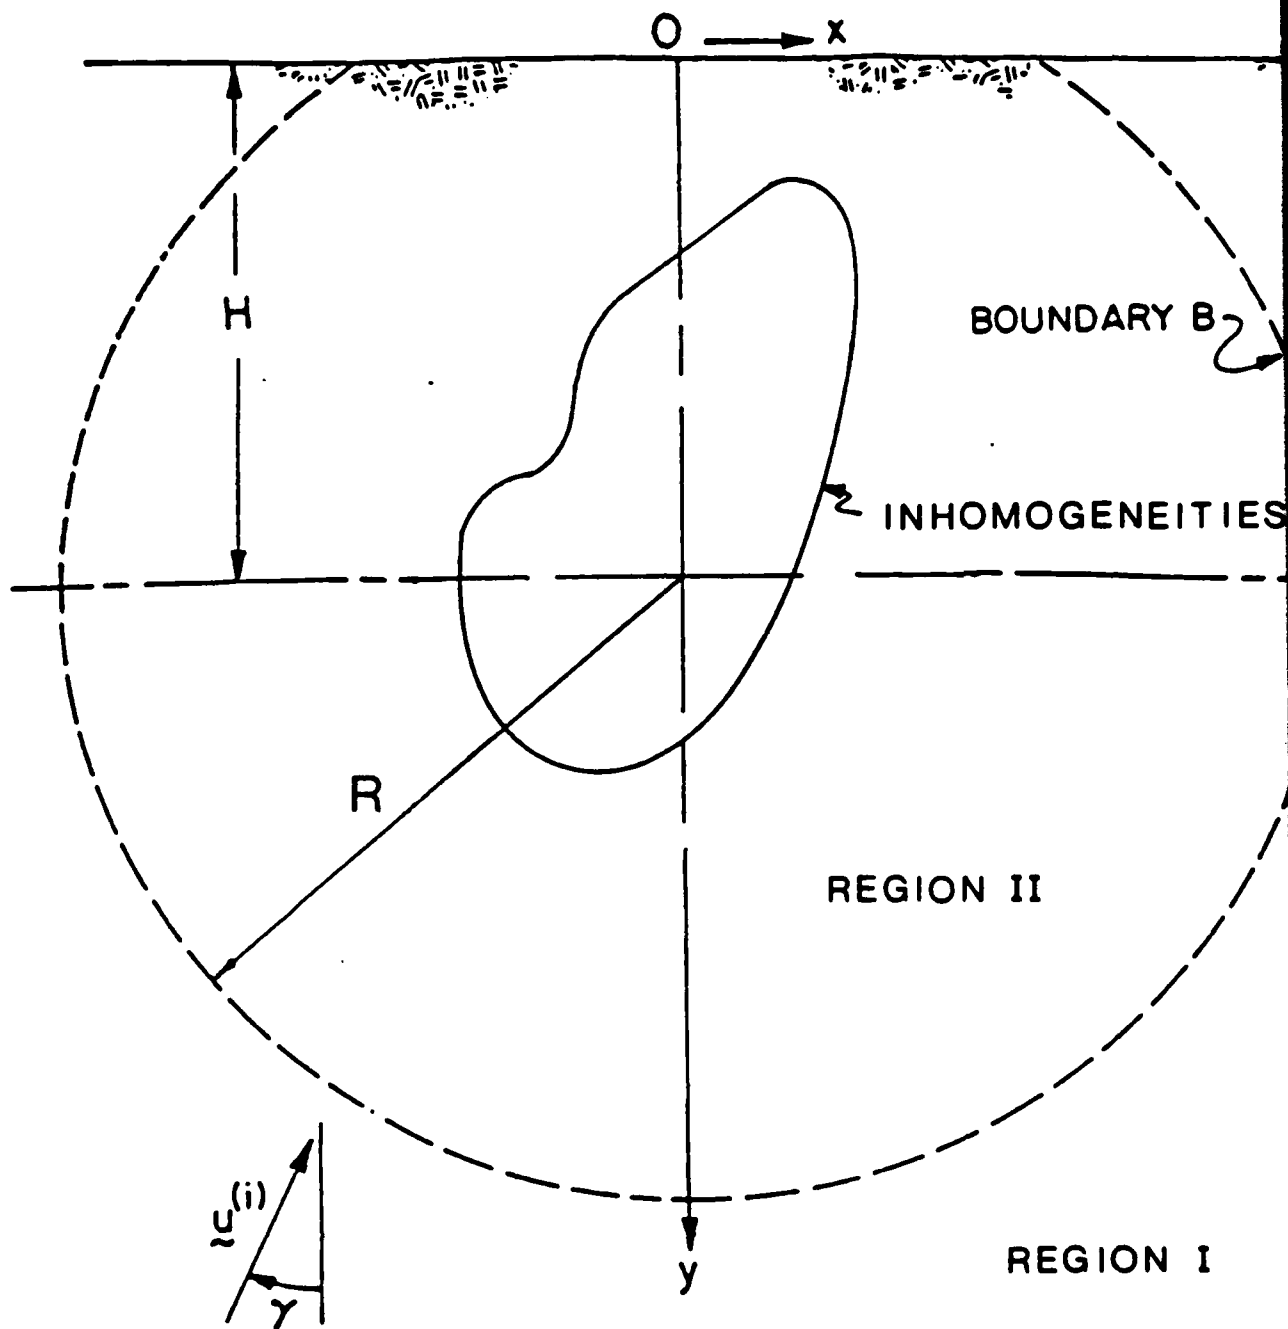 O
x
H
BOUNDARY B
INHOMOGENEITIES
R
REGION II
u(i)
γ
y
REGION I